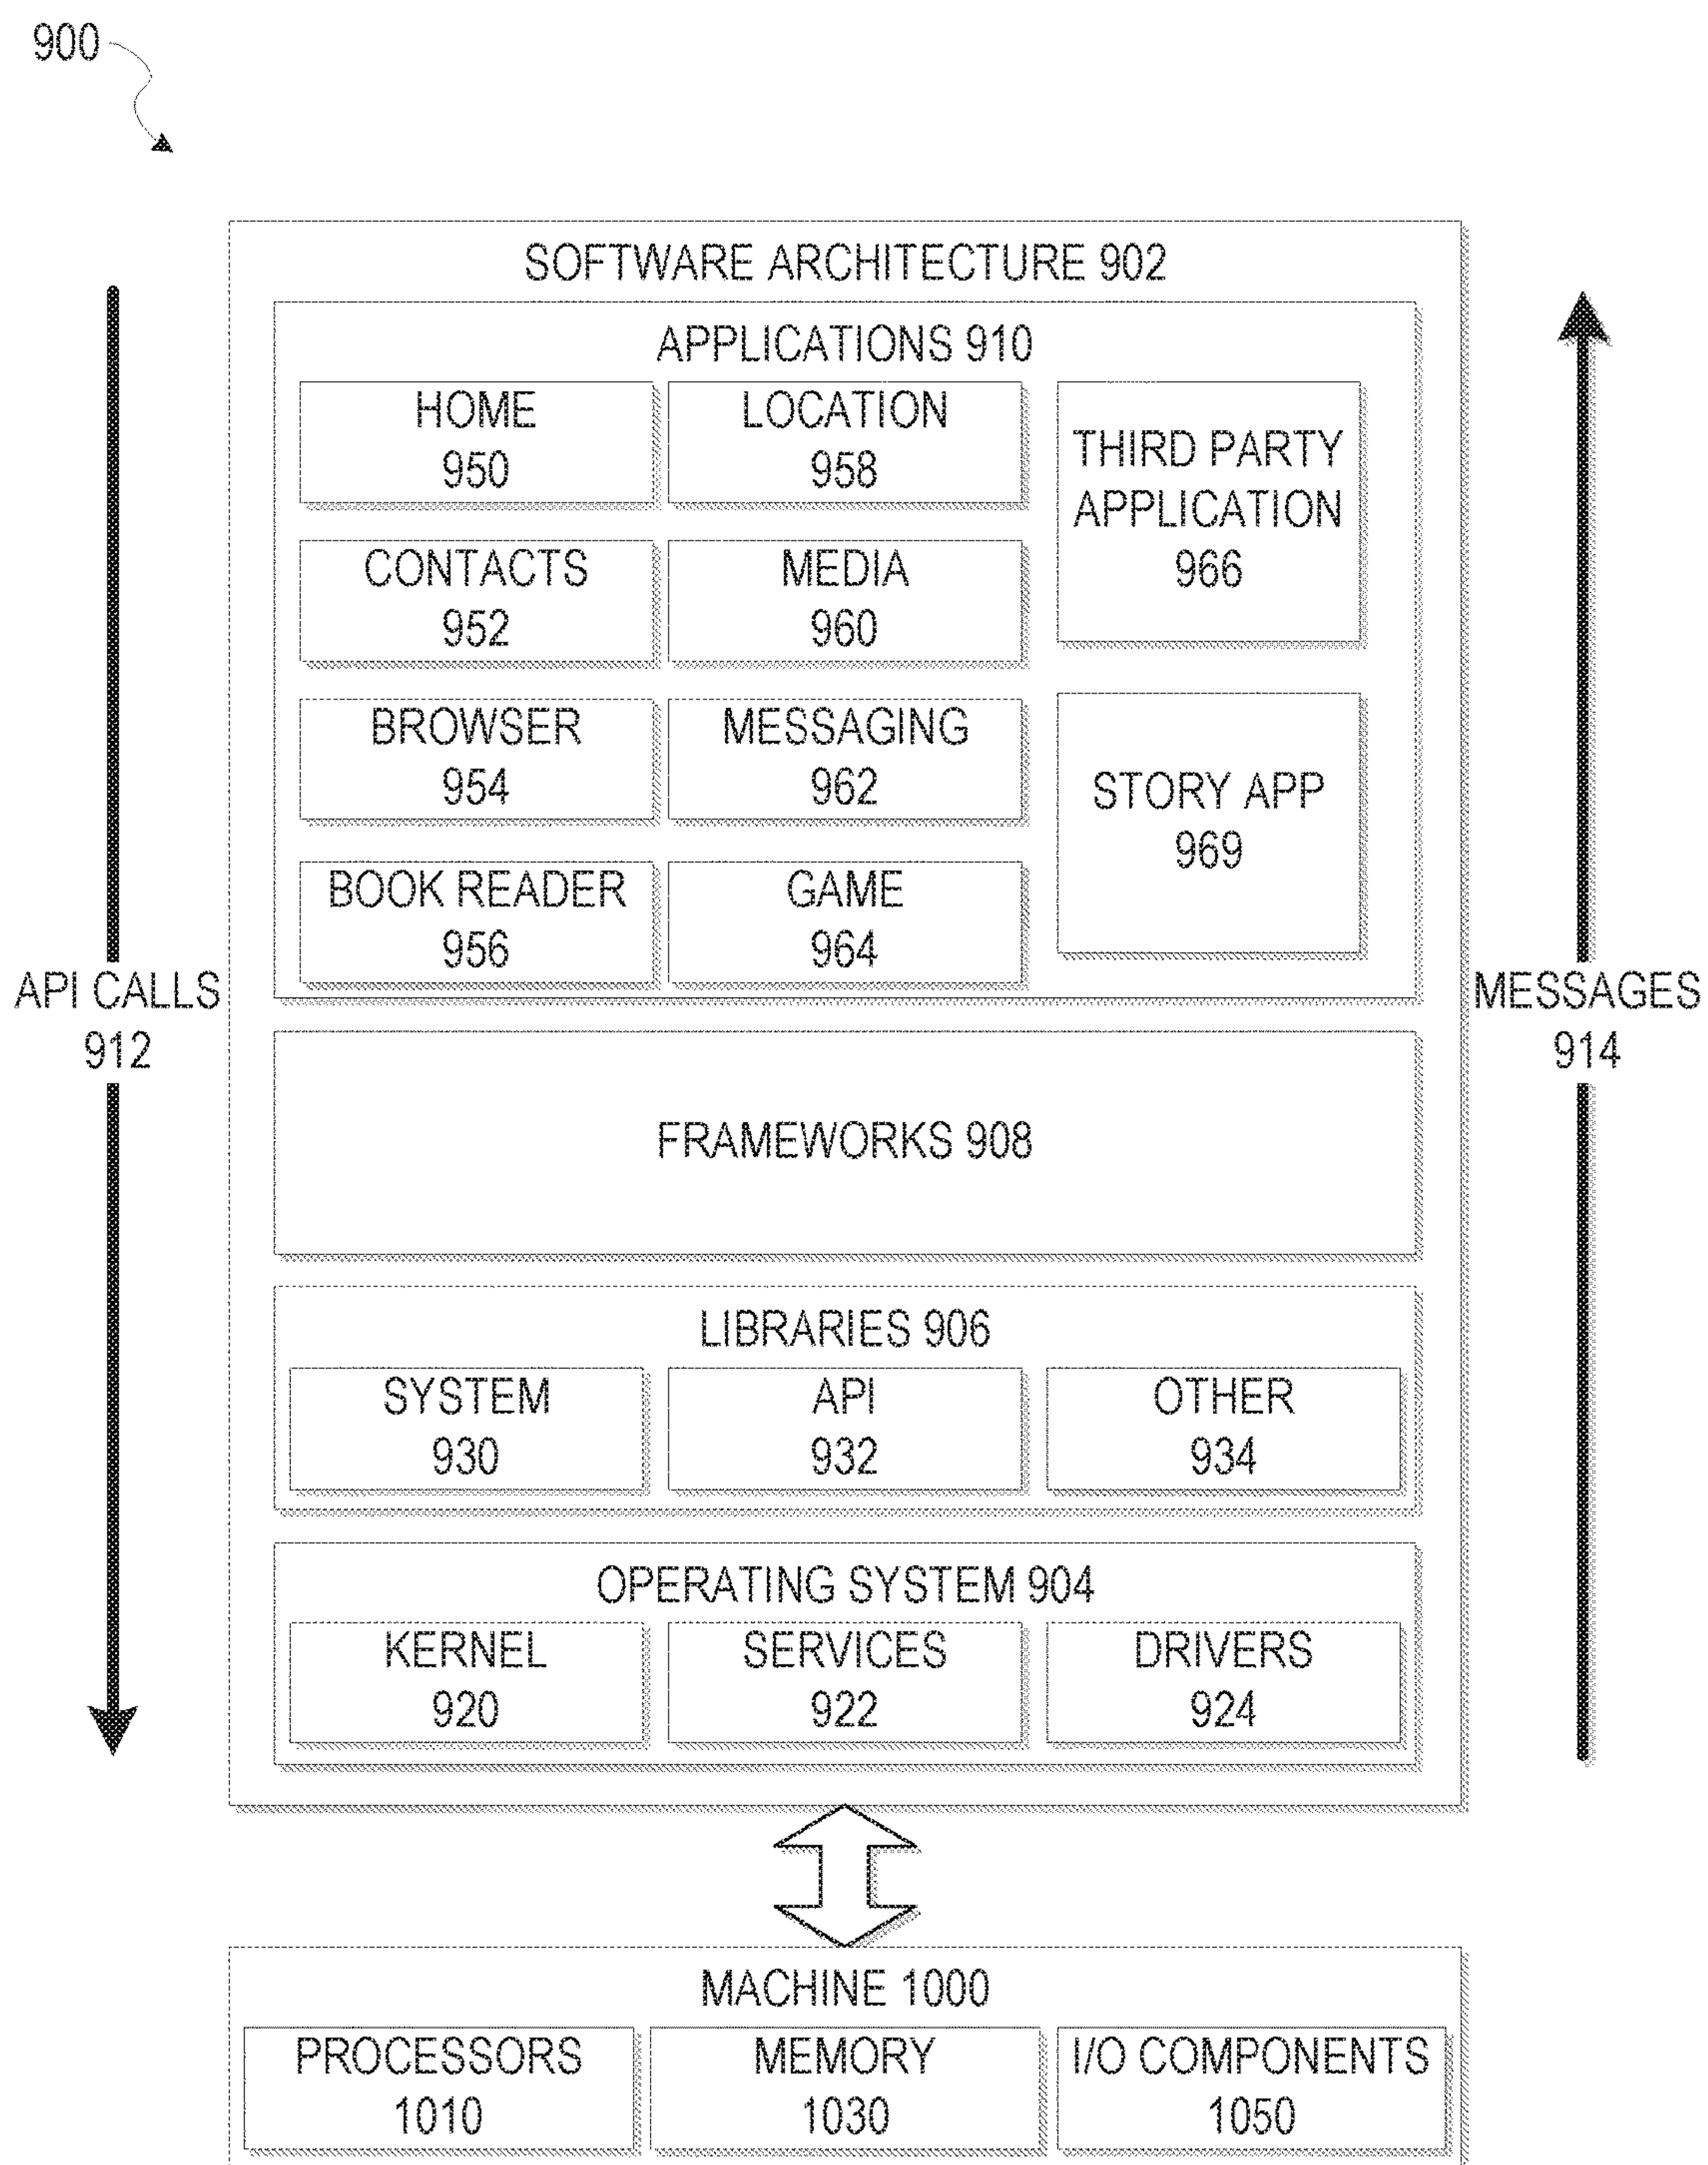 900
SOFTWARE ARCHITECTURE 902
APPLICATIONS 910
HOME
950
LOCATION
958
THIRD PARTY
APPLICATION
966
CONTACTS
952
MEDIA
960
BROWSER
954
MESSAGING
962
STORY APP
969
BOOK READER
956
GAME
964
API CALLS
912
MESSAGES
914
FRAMEWORKS 908
LIBRARIES 906
SYSTEM
930
API
932
OTHER
934
OPERATING SYSTEM 904
KERNEL
920
SERVICES
922
DRIVERS
924
MACHINE 1000
PROCESSORS
1010
MEMORY
1030
I/O COMPONENTS
1050